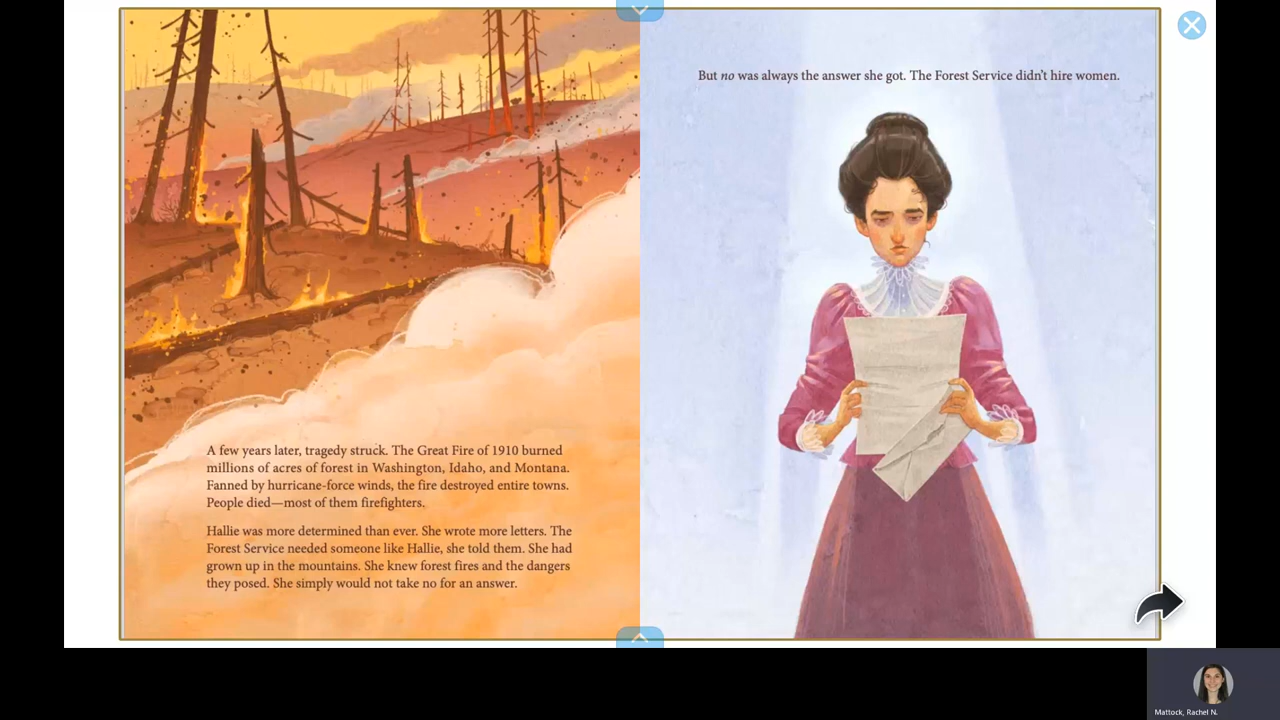 A few years later, tragedy struck. The Great Fire of 1910 burned
millions of acres of forest in Washington, Idaho, and Montana.
Fanned by hurricane-force winds, the fire destroyed entire towns.
People died—most of them firefighters.
Hallie was more determined than ever. She wrote more letters. The
Forest Service needed someone like Hallie, she told them. She had
grown up in the mountains. She knew forest fires and the dangers
they posed. She simply would not take no for an answer.
But no was always the answer she got. The Forest Service didn't hire women.
Mattock, Rachel N.